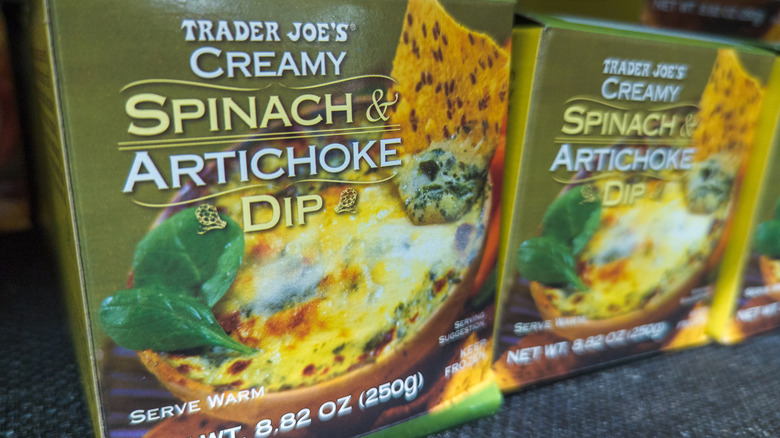 TRADER JOE'S®
CREAMY
SPINACH &
ARTICHOKE
DIP
SERVING
SUGGESTION
KEEP
FROZEN
SERVE WARM
NET WT. 8.82 OZ (250g)
TRADER JOE'S®
CREAMY
SPINACH &
ARTICHOKE
DIP
SERVE WARM
NET WT. 8.82 OZ (250g)